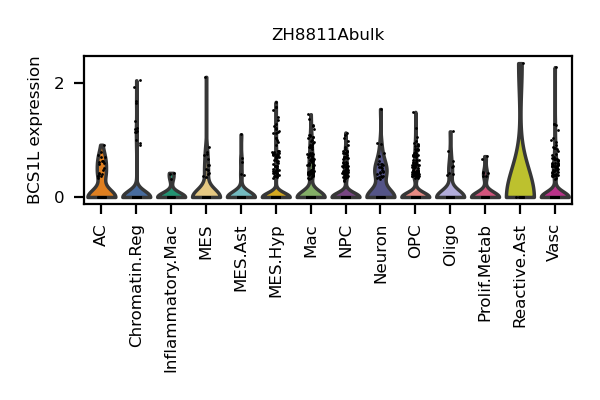 ZH8811Abulk
BCS1L expression
2
0
AC
Chromatin.Reg
Inflammatory.Mac
MES
MES.Ast
MES.Hyp
Mac
NPC
Neuron
OPC
Oligo
Prolif.Metab
Reactive.Ast
Vasc